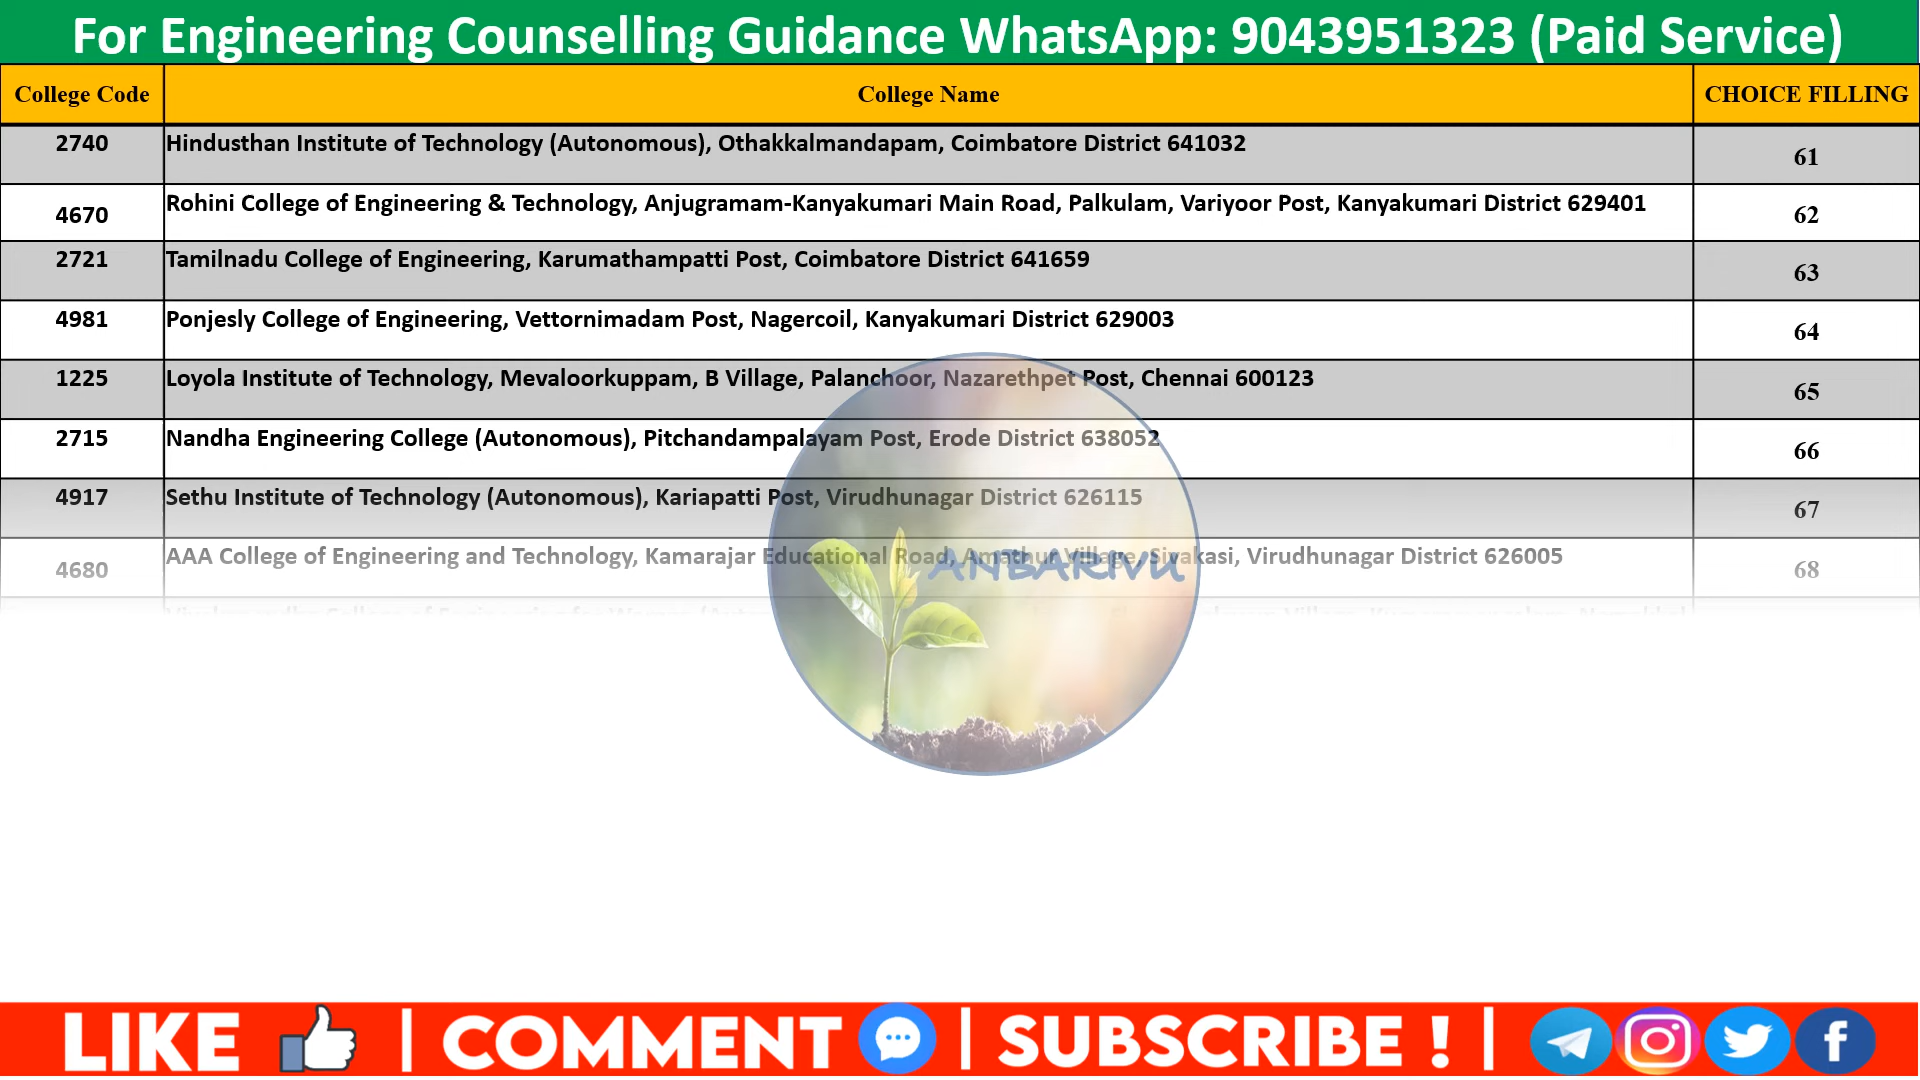 For Engineering Counselling Guidance WhatsApp: 9043951323 (Paid Service)
College Code College Name CHOICE FILLING
2740 Hindusthan Institute of Technology (Autonomous), Othakkalmandapam, Coimbatore District 641032 61
4670 Rohini College of Engineering & Technology, Anjugramam-Kanyakumari Main Road, Palkulam, Variyoor Post, Kanyakumari District 629401 62
2721 Tamilnadu College of Engineering, Karumathampatti Post, Coimbatore District 641659 63
4981 Ponjesly College of Engineering, Vettornimadam Post, Nagercoil, Kanyakumari District 629003 64
1225 Loyola Institute of Technology, Mevaloorkuppam, B Village, Palanchoor, Nazarethpet Post, Chennai 600123 65
2715 Nandha Engineering College (Autonomous), Pitchandampalayam Post, Erode District 638052 66
4917 Sethu Institute of Technology (Autonomous), Kariapatti Post, Virudhunagar District 626115 67
4680 AAA College of Engineering and Technology, Kamarajar Educational Road, Amathur Village, Sivakasi, Virudhunagar District 626005 68
ANBARIVU
LIKE | COMMENT | SUBSCRIBE ! |